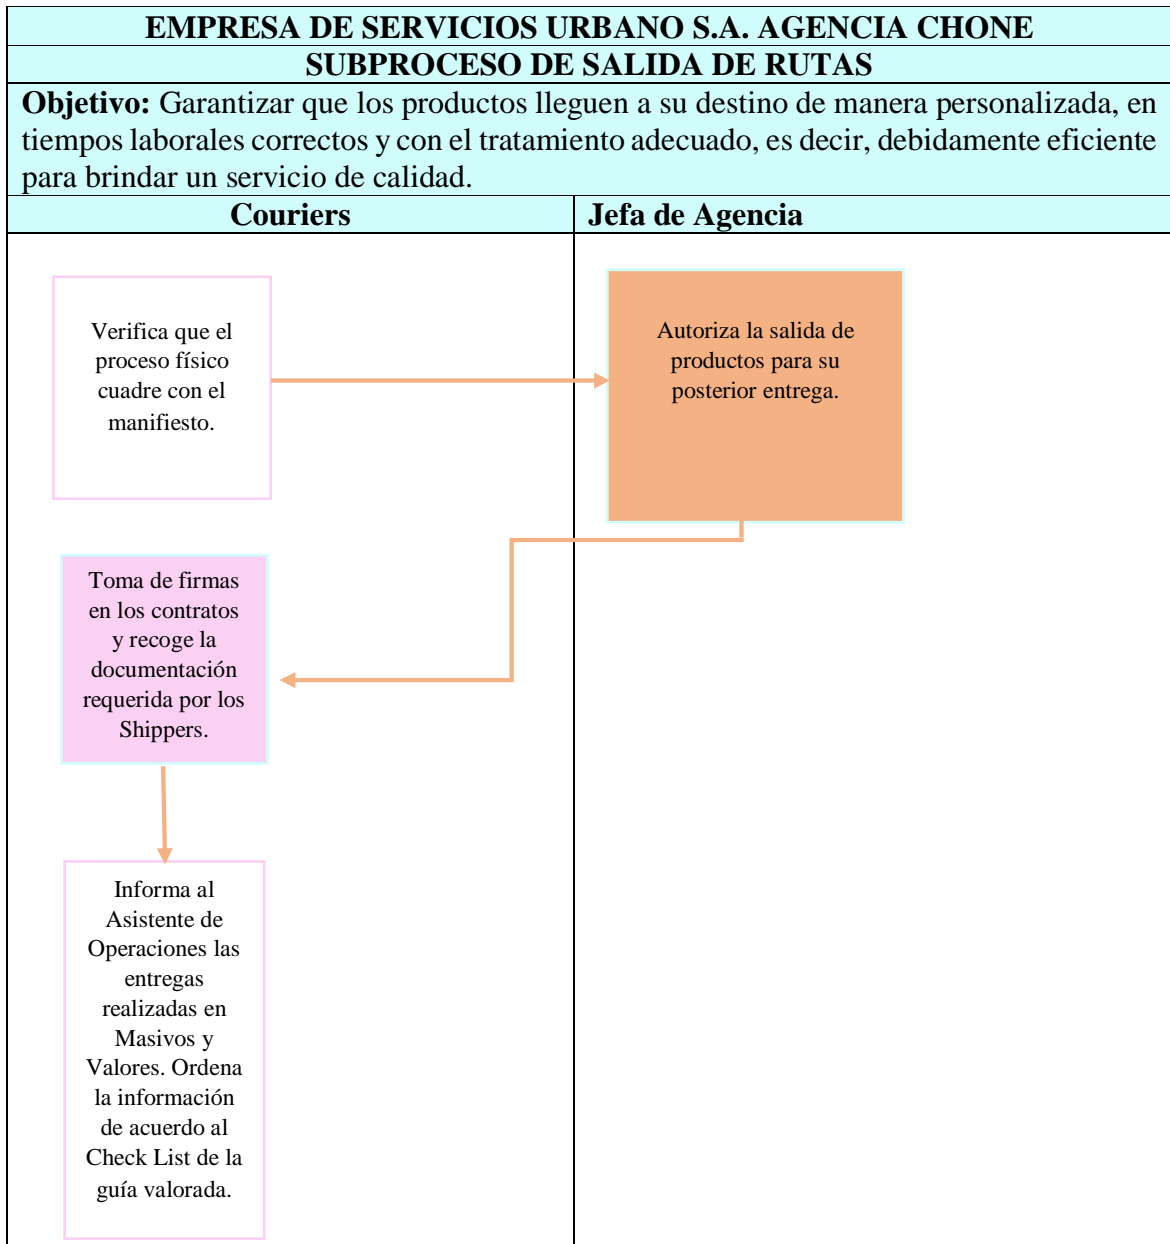 EMPRESA DE SERVICIOS URBANO S.A. AGENCIA CHONE
SUBPROCESO DE SALIDA DE RUTAS
Objetivo: Garantizar que los productos lleguen a su destino de manera personalizada, en
tiempos laborales correctos y con el tratamiento adecuado, es decir, debidamente eficiente
para brindar un servicio de calidad.
Couriers
Jefa de Agencia
Verifica que el
proceso físico
cuadre con el
manifiesto.
Autoriza la salida de
productos para su
posterior entrega.
Toma de firmas
en los contratos
y recoge la
documentación
requerida por los
Shippers.
Informa al
Asistente de
Operaciones las
entregas
realizadas en
Masivos y
Valores. Ordena
la información
de acuerdo al
Check List de la
guía valorada.